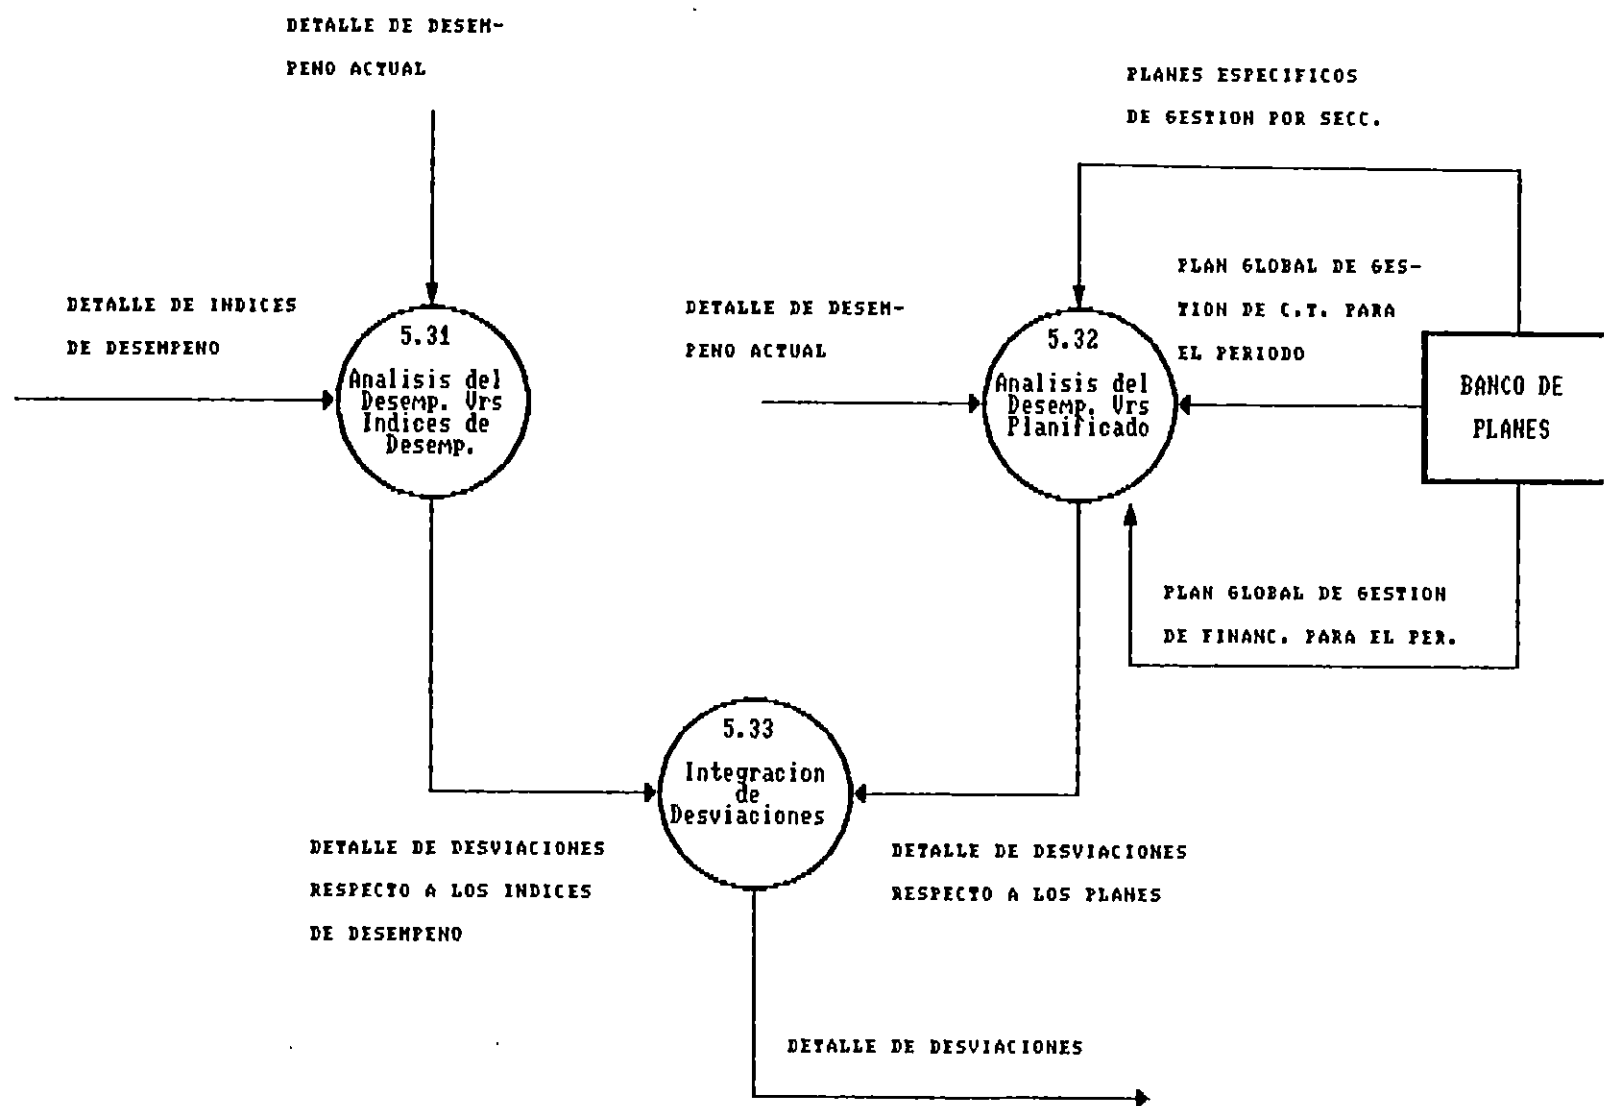 DETALLE DE DESEM-
PENO ACTUAL
PLANES ESPECIFICOS
DE GESTION POR SECC.
DETALLE DE INDICES
DE DESEMPENO
5.31
Analisis del
Desemp. Vrs
Indices de
Desemp.
DETALLE DE DESEM-
PENO ACTUAL
5.32
Analisis del
Desemp. Vrs
Planificado
PLAN GLOBAL DE GES-
TION DE C.T. PARA
EL PERIODO
BANCO DE
PLANES
PLAN GLOBAL DE GESTION
DE FINANC. PARA EL PER.
5.33
Integracion
de
Desviaciones
DETALLE DE DESVIACIONES
RESPECTO A LOS INDICES
DE DESEMPENO
DETALLE DE DESVIACIONES
RESPECTO A LOS PLANES
DETALLE DE DESVIACIONES